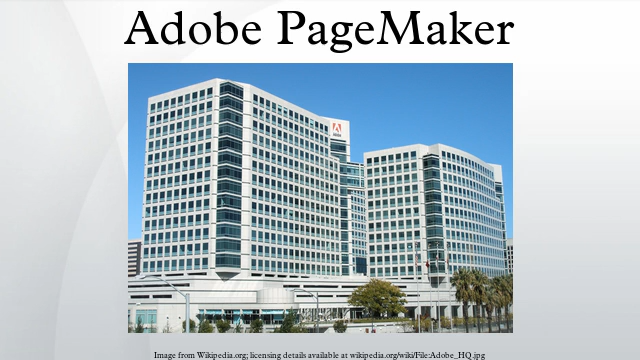 Adobe PageMaker
Image from Wikipedia.org; licensing details available at wikipedia.org/wiki/File:Adobe_HQ.jpg